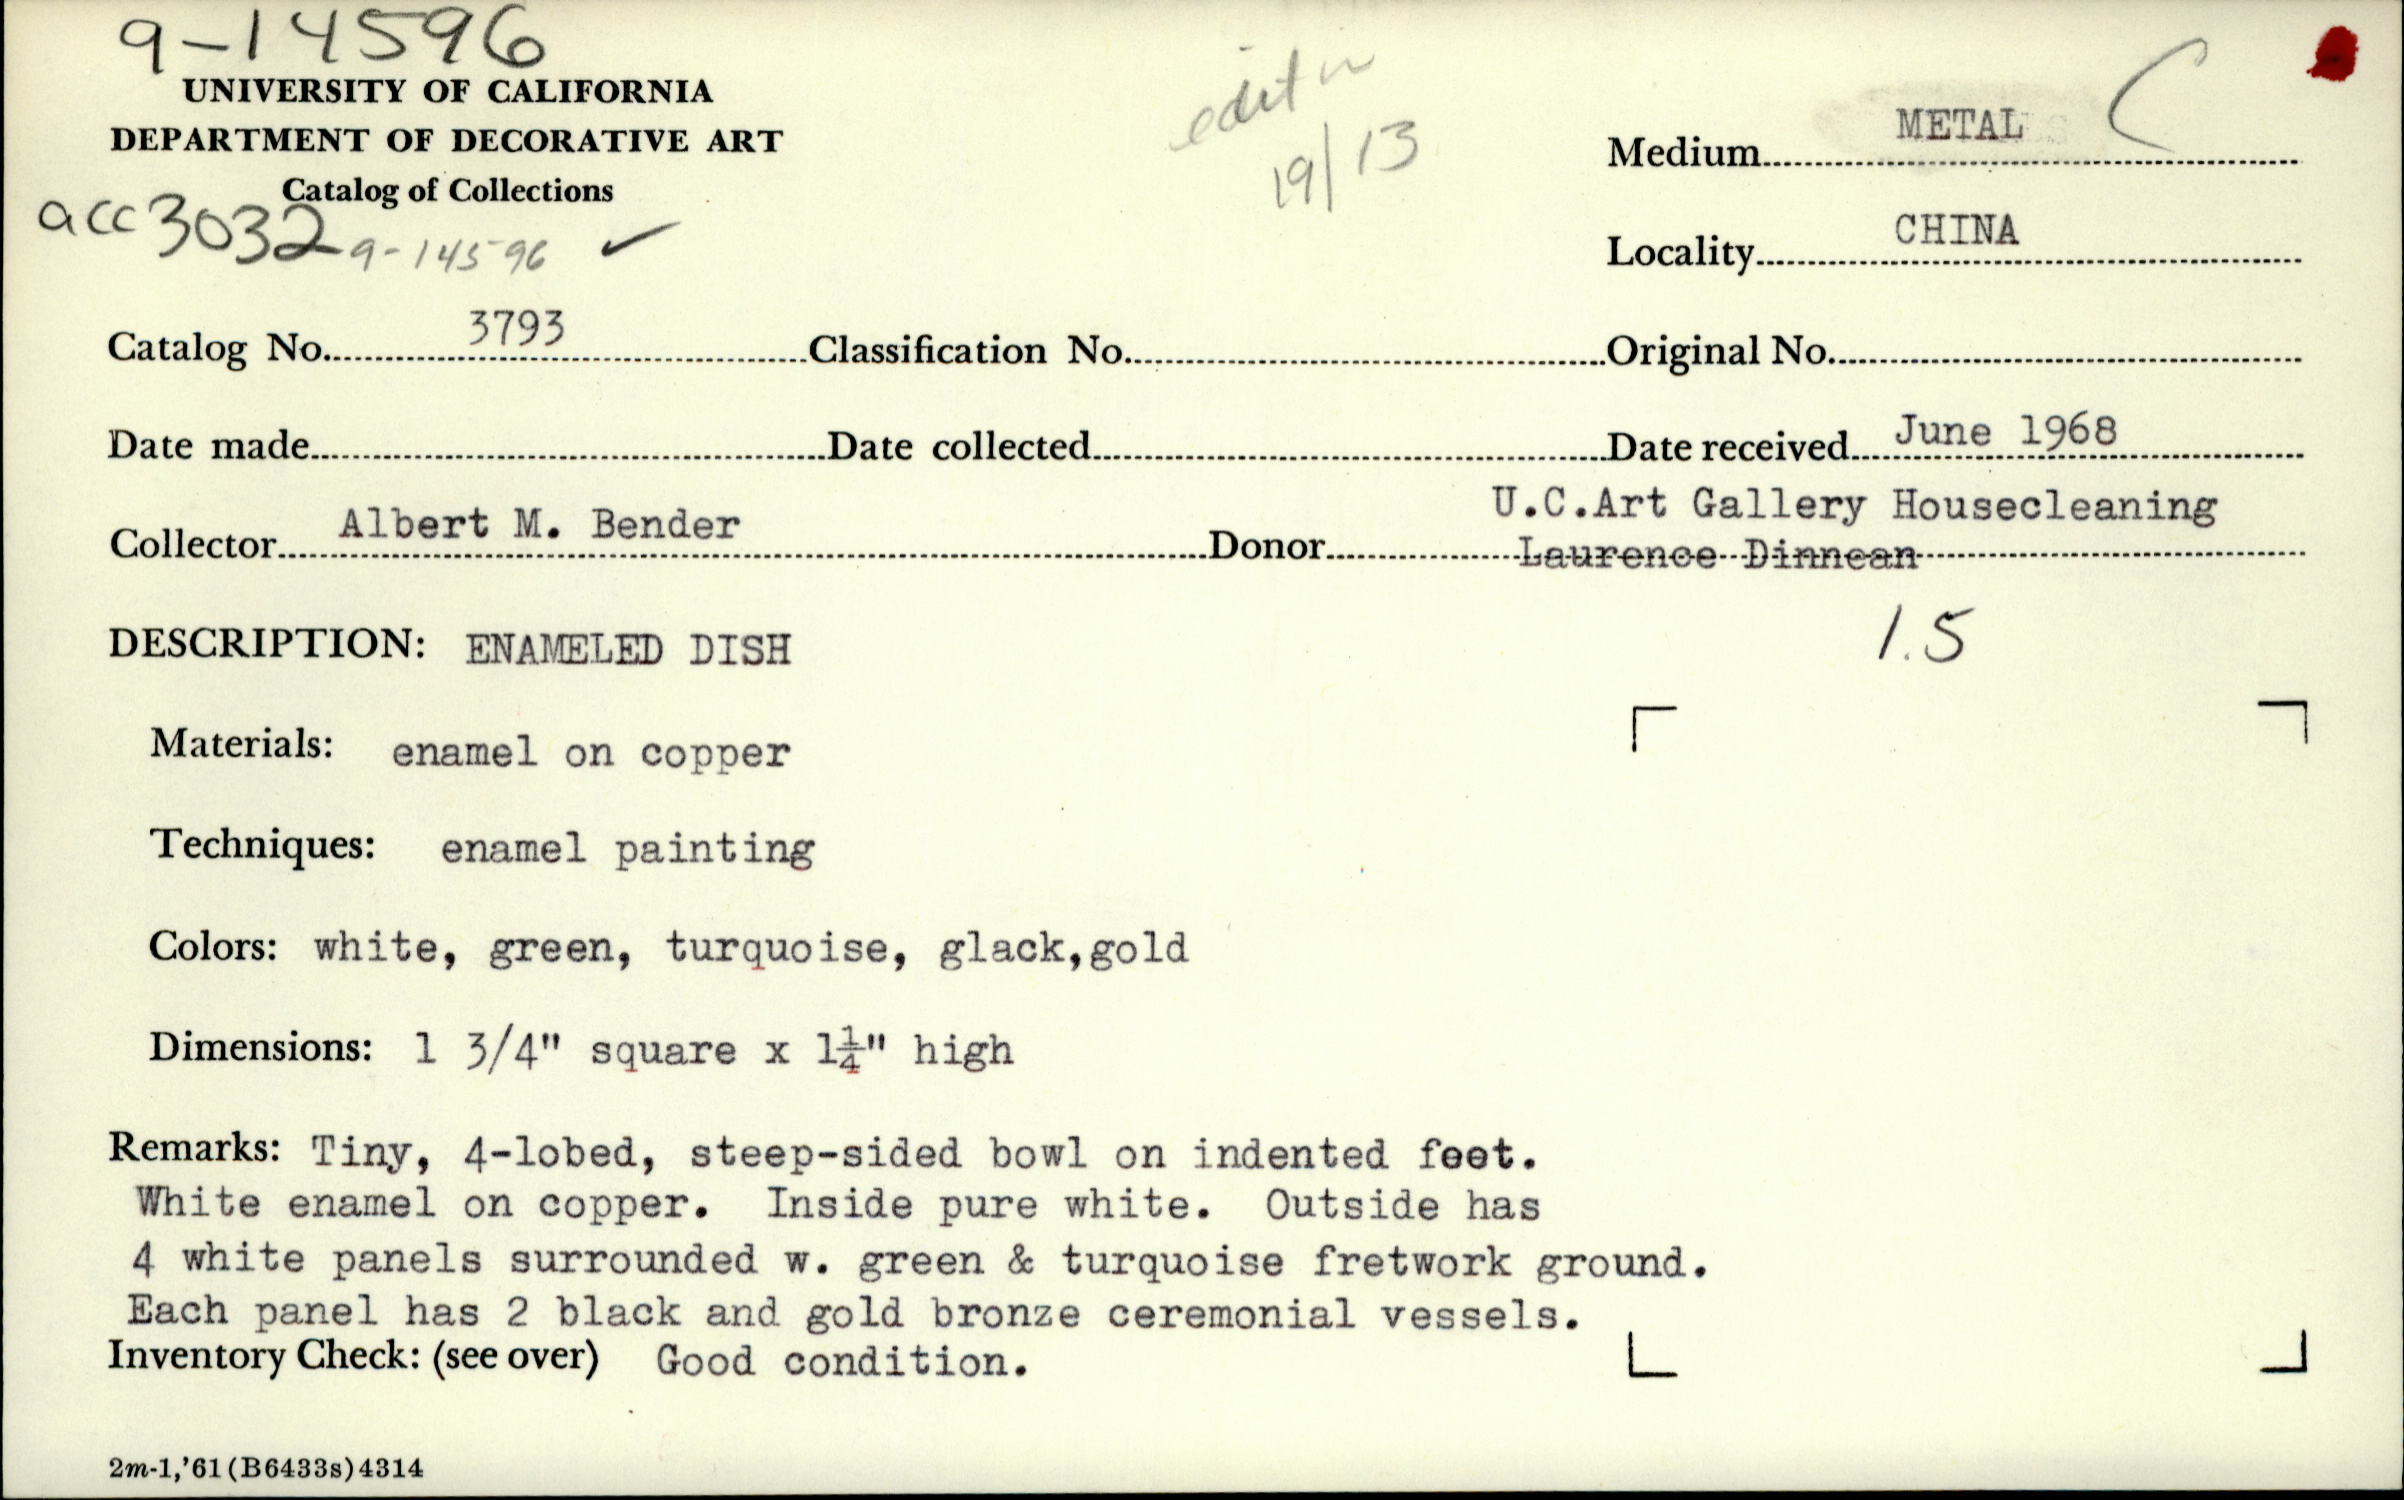 9-14596
UNIVERSITY OF CALIFORNIA
DEPARTMENT OF DECORATIVE ART
Catalog of Collections
acc 3032 9-14596 ✓
19/13
Medium METAL C
Locality CHINA
Catalog No. 3793 Classification No. Original No.
Date made Date collected Date received June 1968
Collector Albert M. Bender Donor U.C.Art Gallery Housecleaning
Laurence Dinnean
1.5
DESCRIPTION: ENAMELED DISH
Materials: enamel on copper
Techniques: enamel painting
Colors: white, green, turquoise, glack,gold
Dimensions: 1 3/4" square x 1¼" high
Remarks: Tiny, 4-lobed, steep-sided bowl on indented feet.
White enamel on copper. Inside pure white. Outside has
4 white panels surrounded w. green & turquoise fretwork ground.
Each panel has 2 black and gold bronze ceremonial vessels.
Inventory Check: (see over) Good condition.
2m-1,'61(B6433s)4314